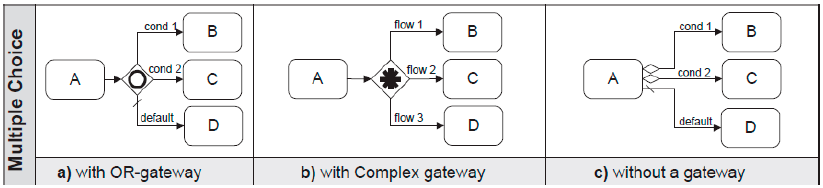 Multiple Choice
A
cond 1
B
cond 2
C
default
D
a) with OR-gateway
A
flow 1
B
flow 2
C
flow 3
D
b) with Complex gateway
A
cond 1
B
cond 2
C
default
D
c) without a gateway